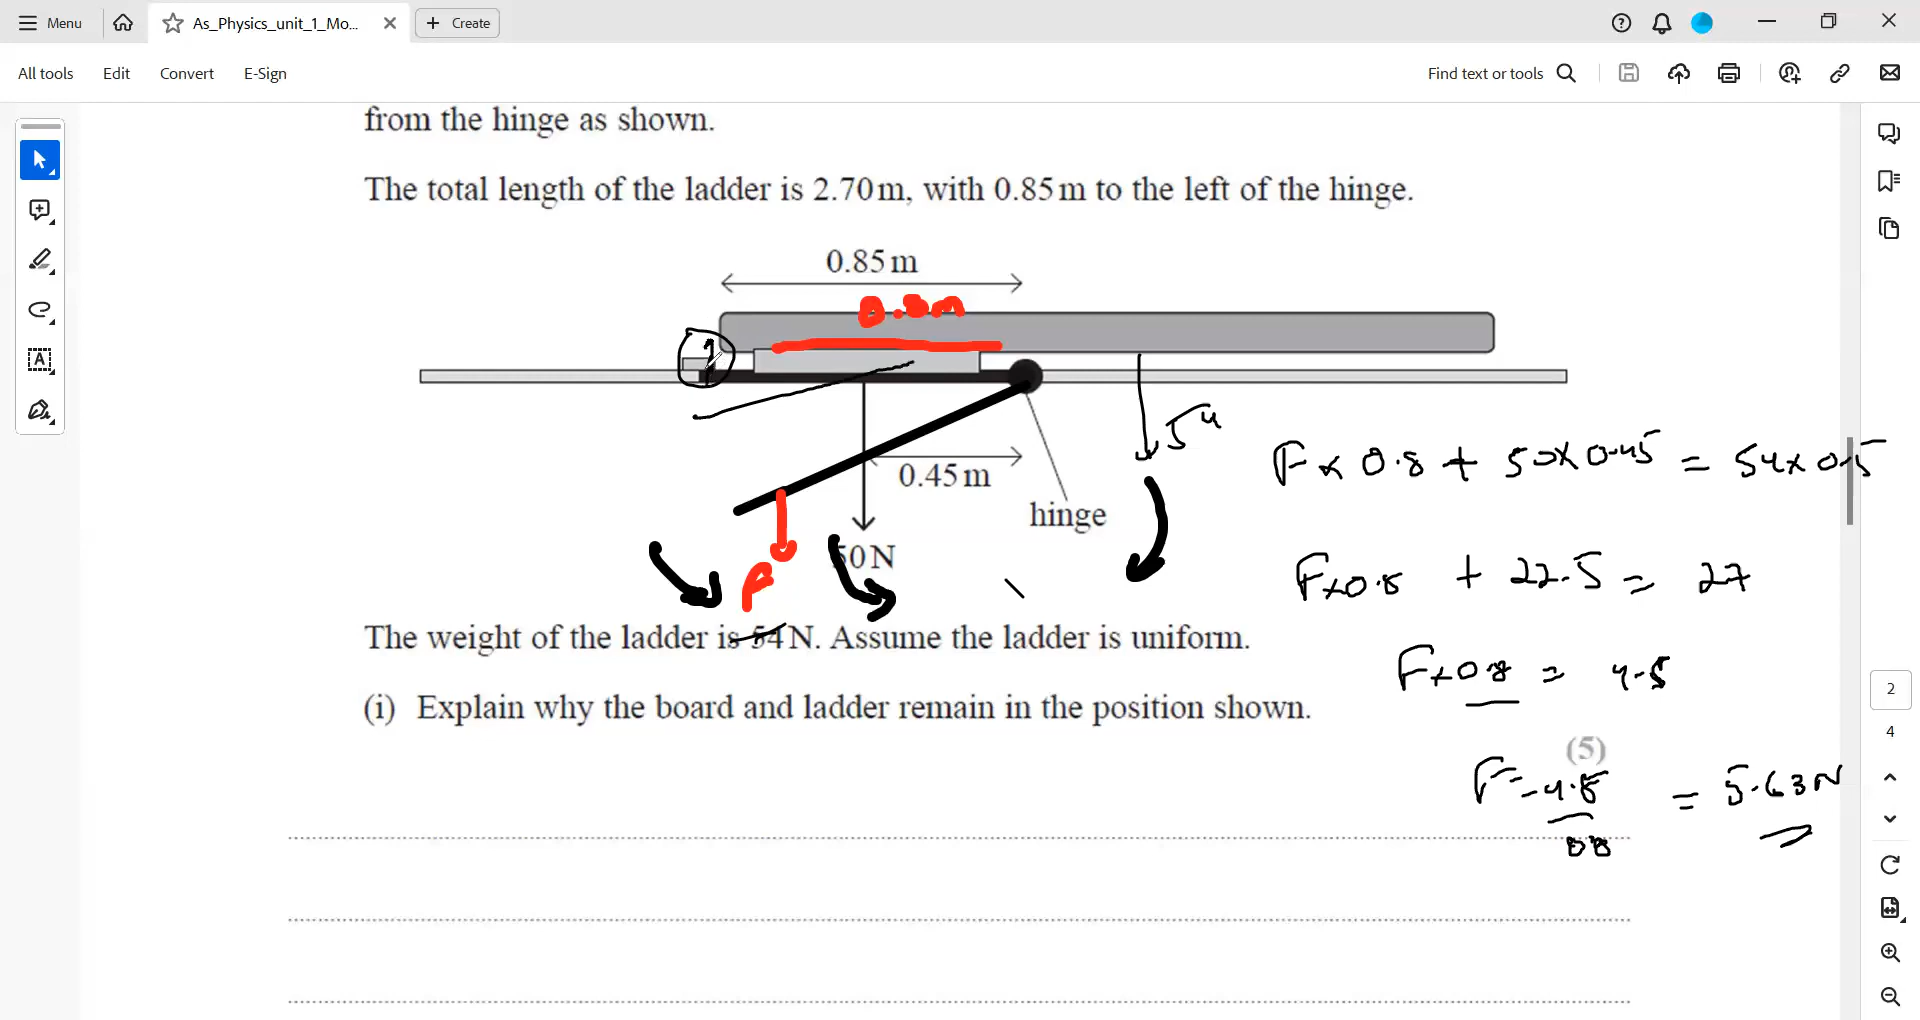 Menu
As_Physics_unit_1_Mo...
Create
All tools
Edit
Convert
E-Sign
Find text or tools
from the hinge as shown.
The total length of the ladder is 2.70 m, with 0.85 m to the left of the hinge.
0.85 m
54
0.45 m
hinge
50 N
F
F x 0.8 + 50 x 0.45 = 54 x 0.5
F x 0.8 + 22.5 = 27
F x 0.8 = 4.5
F = 4.5 = 5.63 N
0.8
The weight of the ladder is 54 N. Assume the ladder is uniform.
(i) Explain why the board and ladder remain in the position shown.
(5)
2
4